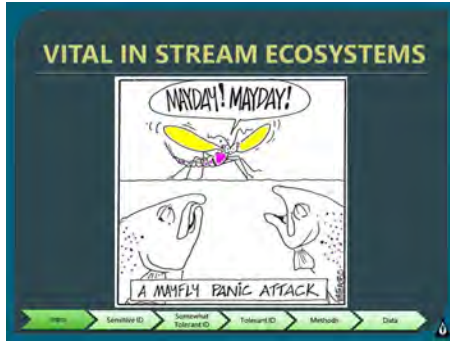 VITAL IN STREAM ECOSYSTEMS
MAYDAY! MAYDAY!
A MAYFLY PANIC ATTACK
Intro
Sensitive ID
Somewhat
Tolerant ID
Tolerant ID
Methods
Data